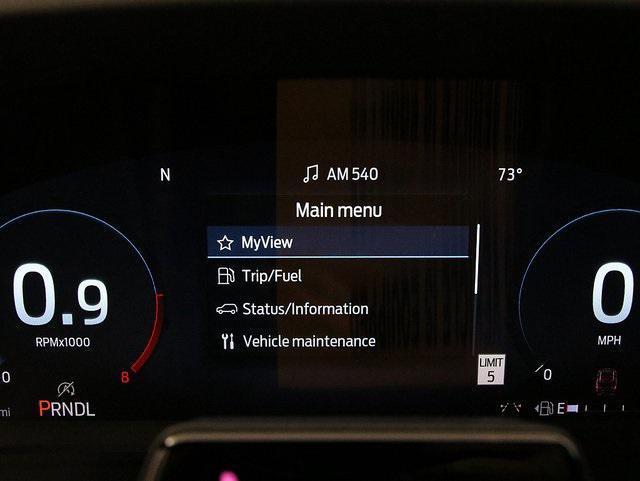 N
AM 540
73°
Main menu
MyView
Trip/Fuel
Status/Information
Vehicle maintenance
0.9
RPMx1000
0
8
mi
PRNDL
0
MPH
LIMIT
5
0
E